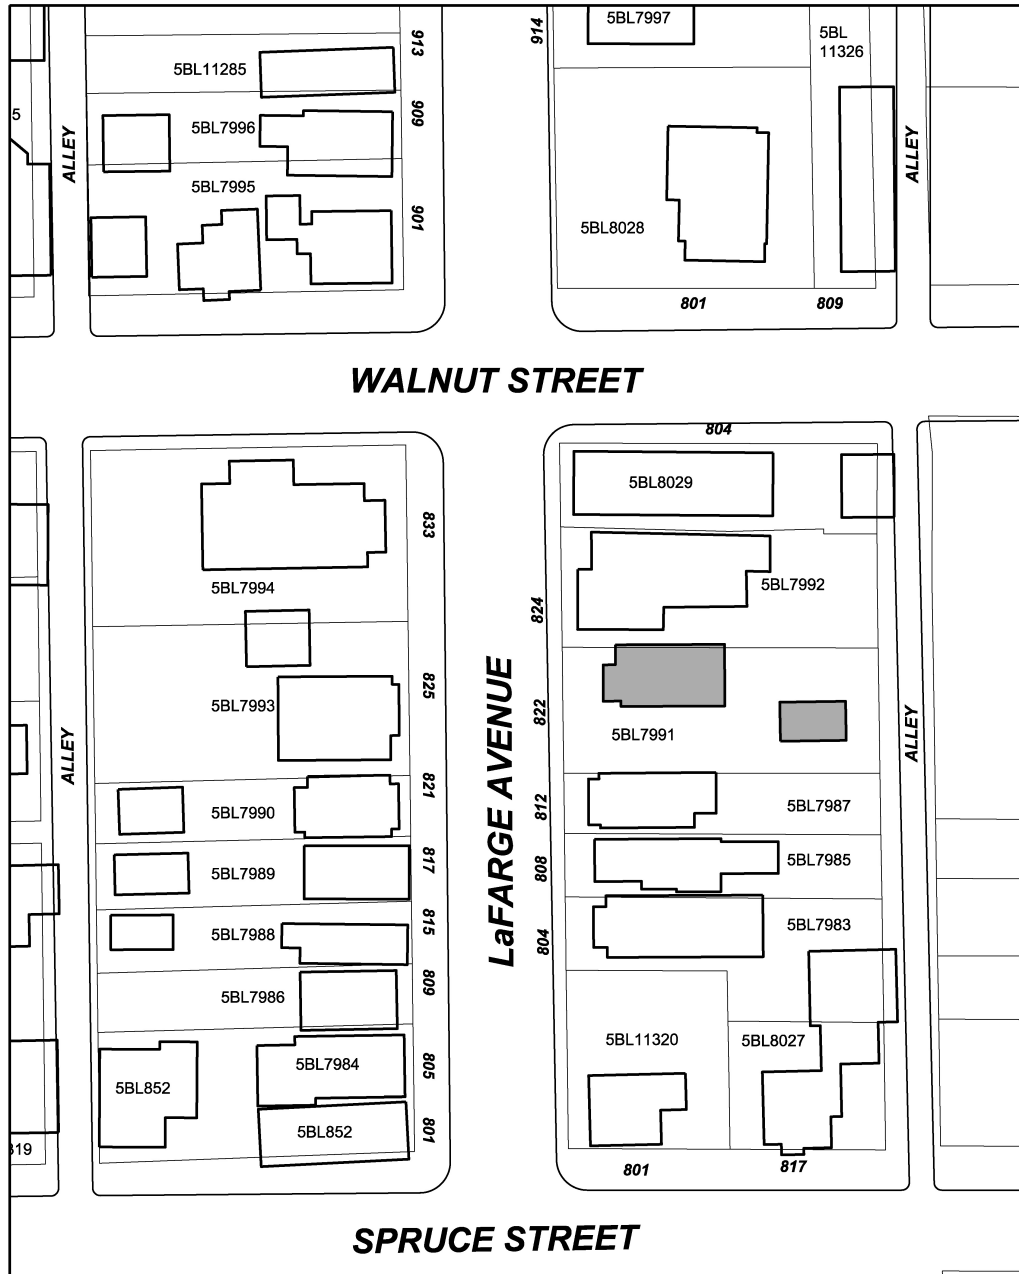 5BL7997
914
913
5BL
11326
5BL11285
5
909
5BL7996
ALLEY
ALLEY
5BL7995
901
5BL8028
801
809
WALNUT STREET
804
5BL8029
833
5BL7994
5BL7992
824
825
5BL7993
822
5BL7991
ALLEY
ALLEY
LaFARGE AVENUE
821
5BL7990
812
5BL7987
817
5BL7989
808
5BL7985
815
5BL7988
804
5BL7983
809
5BL7986
5BL11320
5BL8027
805
5BL7984
5BL852
801
5BL852
319
801
817
SPRUCE STREET